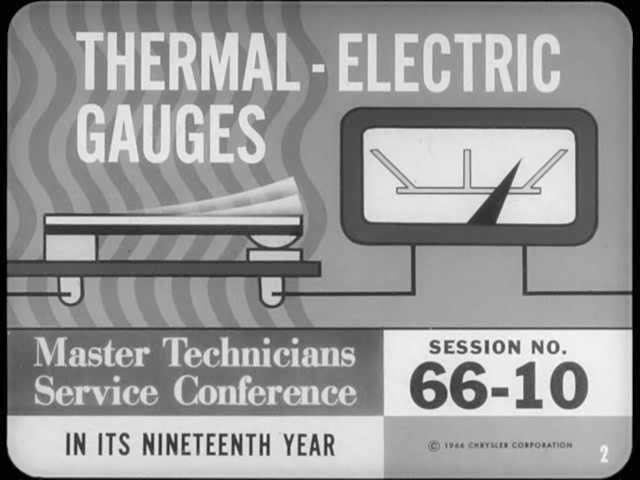 THERMAL - ELECTRIC
GAUGES
Master Technicians
Service Conference
SESSION NO.
66-10
IN ITS NINETEENTH YEAR
© 1966 CHRYSLER CORPORATION
2